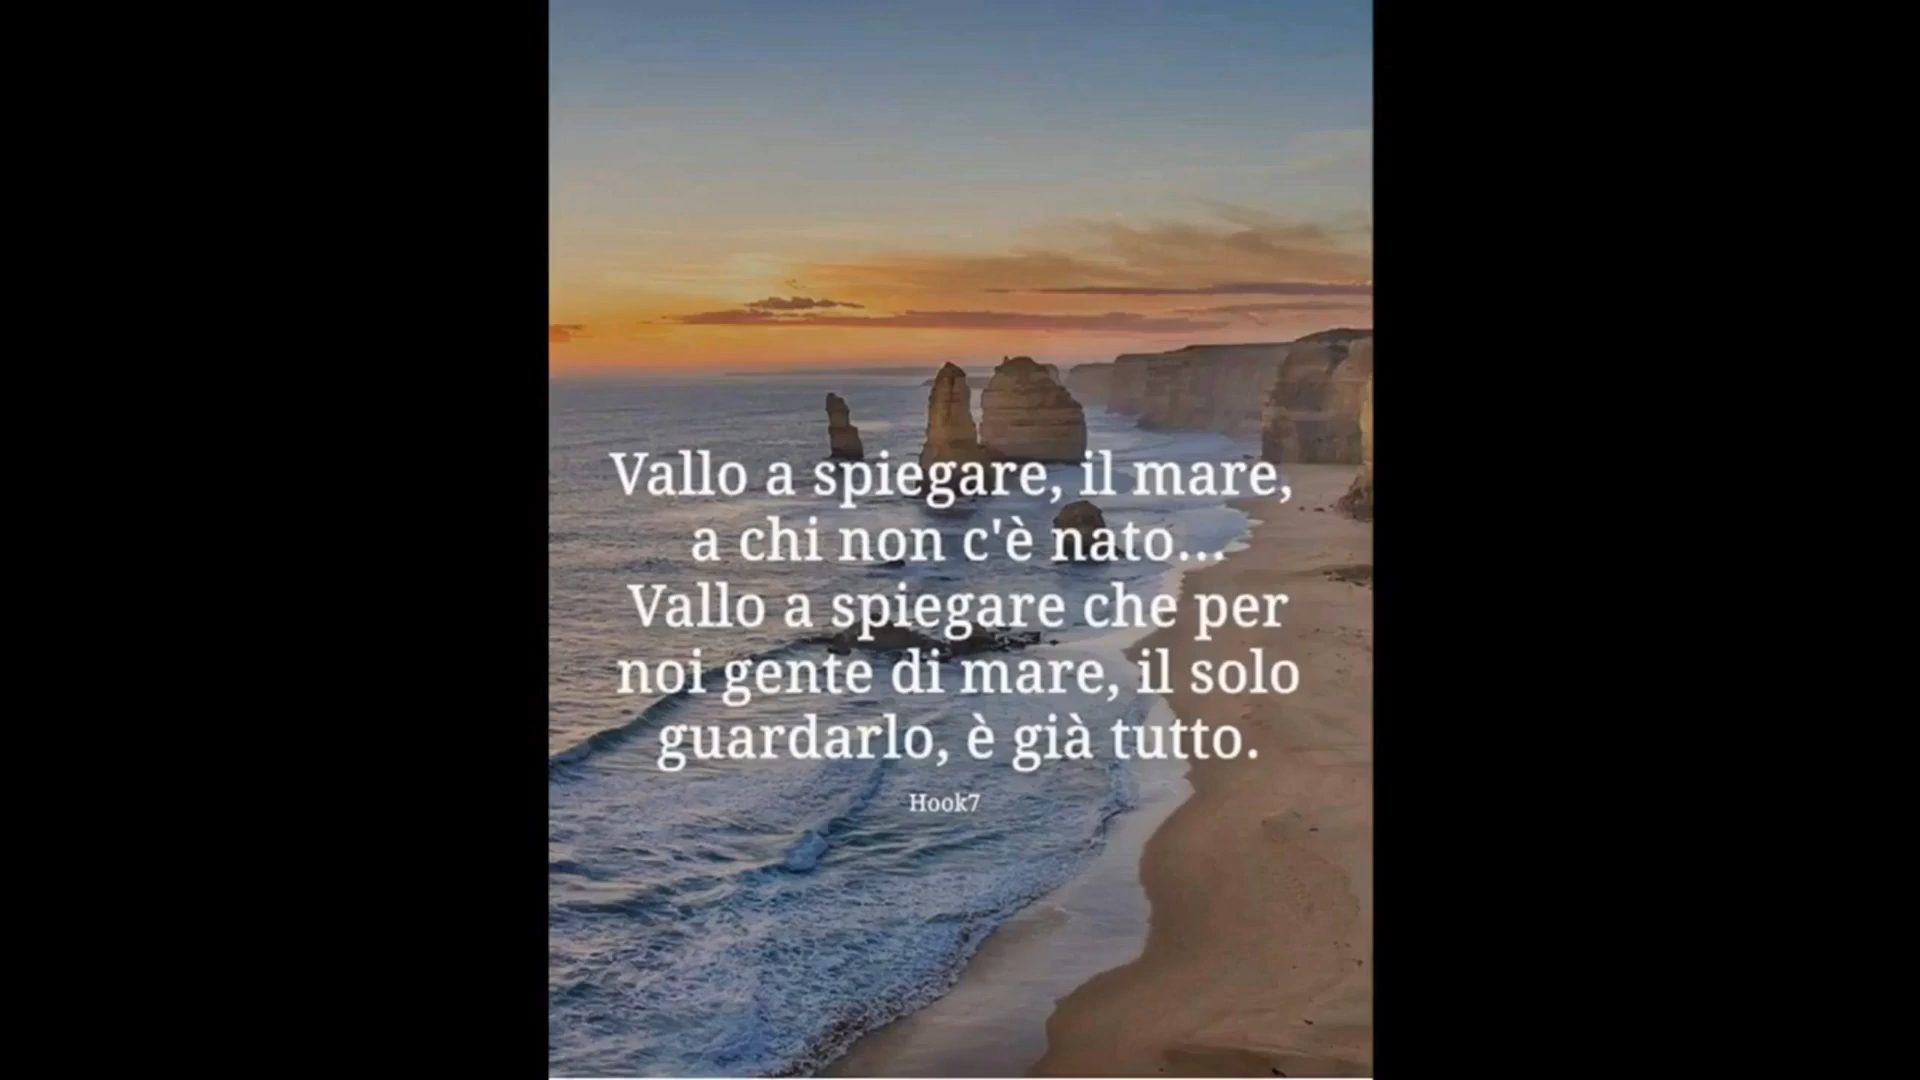 Vallo a spiegare, il mare,
a chi non c'è nato...
Vallo a spiegare che per
noi gente di mare, il solo
guardarlo, è già tutto.
Hook7